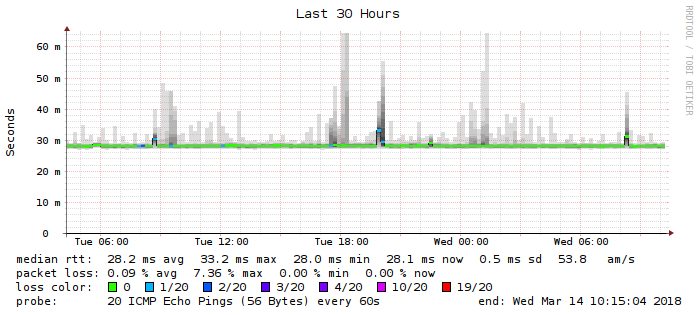 Last 30 Hours
RRDTOOL / TOBI OETIKER
Seconds
60 m
50 m
40 m
30 m
20 m
10 m
0
Tue 06:00 Tue 12:00 Tue 18:00 Wed 00:00 Wed 06:00
median rtt: 28.2 ms avg 33.2 ms max 28.0 ms min 28.1 ms now 0.5 ms sd 53.8 am/s
packet loss: 0.09 % avg 7.36 % max 0.00 % min 0.00 % now
loss color: 0 1/20 2/20 3/20 4/20 10/20 19/20
probe: 20 ICMP Echo Pings (56 Bytes) every 60s end: Wed Mar 14 10:15:04 2018